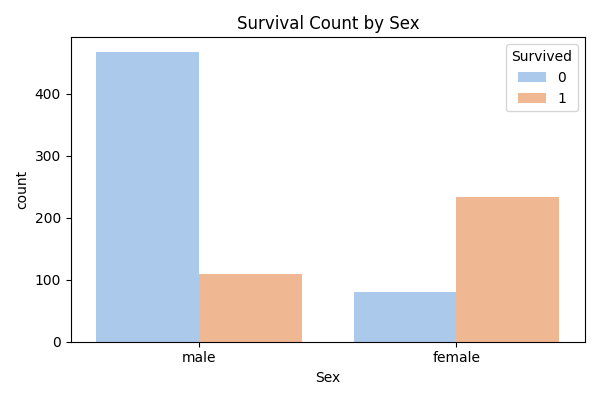 Survival Count by Sex
Survived
0
1
400
300
200
100
0
count
male
female
Sex